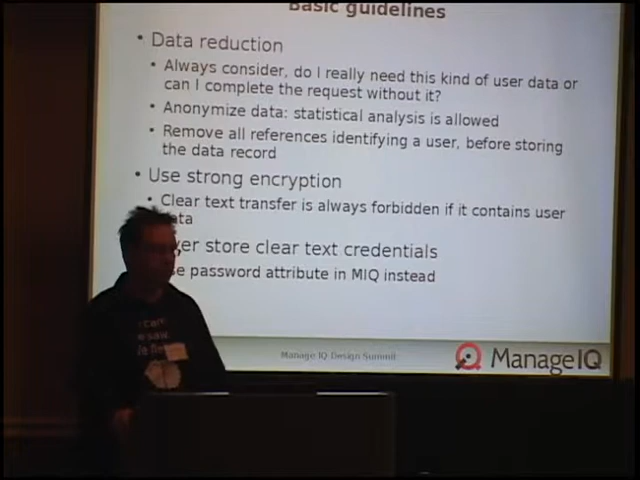 Basic guidelines
• Data reduction
• Always consider, do I really need this kind of user data or
can I complete the request without it?
• Anonymize data: statistical analysis is allowed
• Remove all references identifying a user, before storing
the data record
• Use strong encryption
• Clear text transfer is always forbidden if it contains user
ata
er store clear text credentials
e password attribute in MIQ instead
Manage IQ Design Summit
ManageIQ